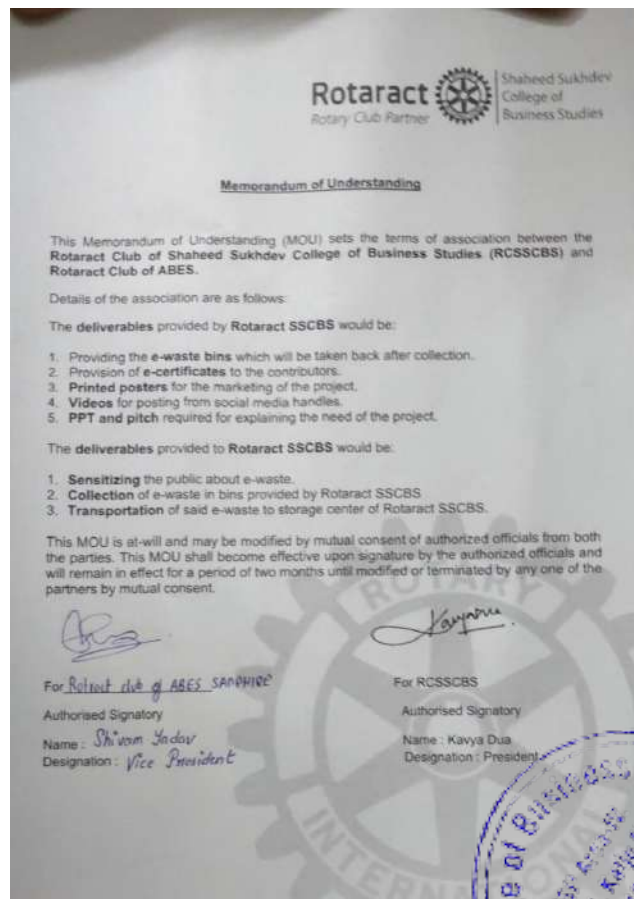 Rotaract
Rotary Club Partner
Shaheed Sukhdev
College of
Business Studies
Memorandum of Understanding
This Memorandum of Understanding (MOU) sets the terms of association between the
Rotaract Club of Shaheed Sukhdev College of Business Studies (RCSSCBS) and
Rotaract Club of ABES.
Details of the association are as follows:
The deliverables provided by Rotaract SSCBS would be:
1. Providing the e-waste bins which will be taken back after collection.
2. Provision of e-certificates to the contributors.
3. Printed posters for the marketing of the project.
4. Videos for posting from social media handles.
5. PPT and pitch required for explaining the need of the project.
The deliverables provided to Rotaract SSCBS would be:
1. Sensitizing the public about e-waste.
2. Collection of e-waste in bins provided by Rotaract SSCBS
3. Transportation of said e-waste to storage center of Rotaract SSCBS.
This MOU is at-will and may be modified by mutual consent of authorized officials from both
the parties. This MOU shall become effective upon signature by the authorized officials and
will remain in effect for a period of two months until modified or terminated by any one of the
partners by mutual consent.
For club of ABES
Authorised Signatory
Name : Shivam Yadav
Designation : Vice President
For RCSSCBS
Authorised Signatory
Name : Kavya Dua
Designation : President
ROTARY
INTERNATIONAL
of Business